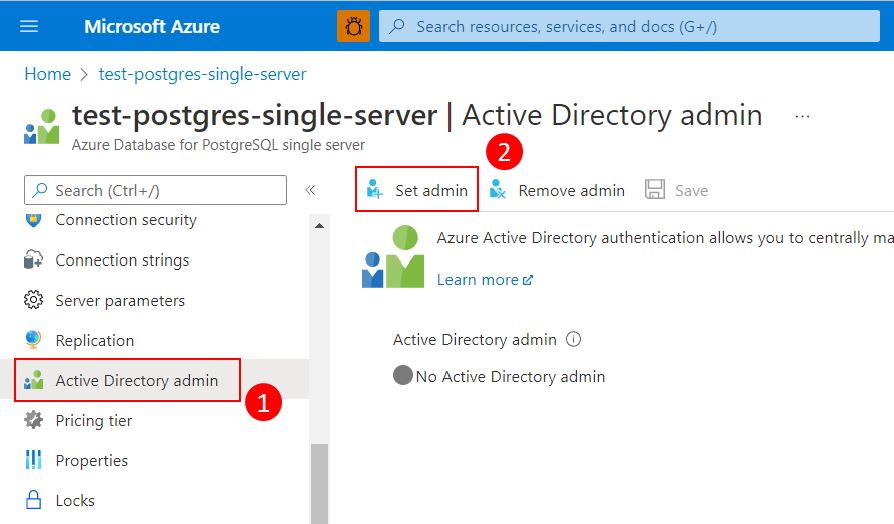 Microsoft Azure
Search resources, services, and docs (G+/)
Home > test-postgres-single-server
test-postgres-single-server | Active Directory admin ...
Azure Database for PostgreSQL single server
2
Search (Ctrl+/)
«
Set admin
Remove admin
Save
Connection security
Connection strings
Server parameters
Replication
Active Directory admin
1
Pricing tier
Properties
Locks
Azure Active Directory authentication allows you to centrally ma
Learn more
Active Directory admin
No Active Directory admin